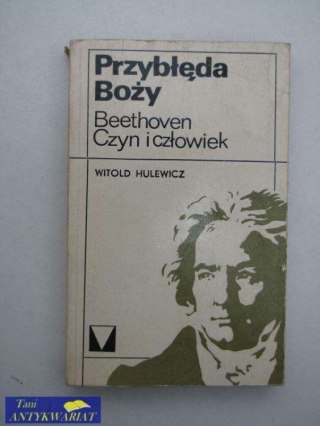 Przybłęda
Boży
Beethoven
Czyn i człowiek
WITOLD HULEWICZ
Tani
ANTYKWARIAT